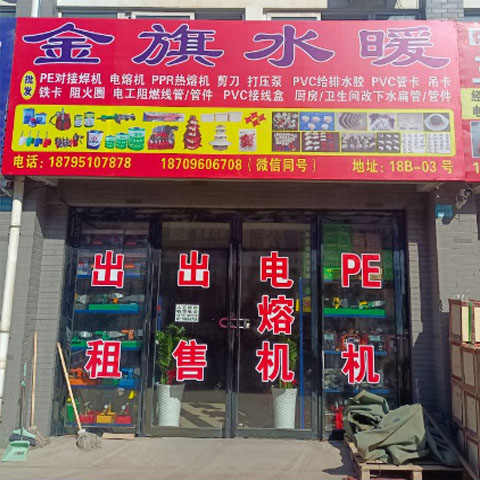 金旗水暖
批发
PE对接焊机 电熔机 PPR热熔机 剪刀 打压泵 PVC给排水胶 PVC管卡 吊卡
铁卡 阻火圈 电工阻燃线管/管件 PVC接线盒 厨房/卫生间改下水扁管/管件
电话：18795107878 18709606708（微信同号） 地址：18B-03号
出租
出售
电熔机
PE机